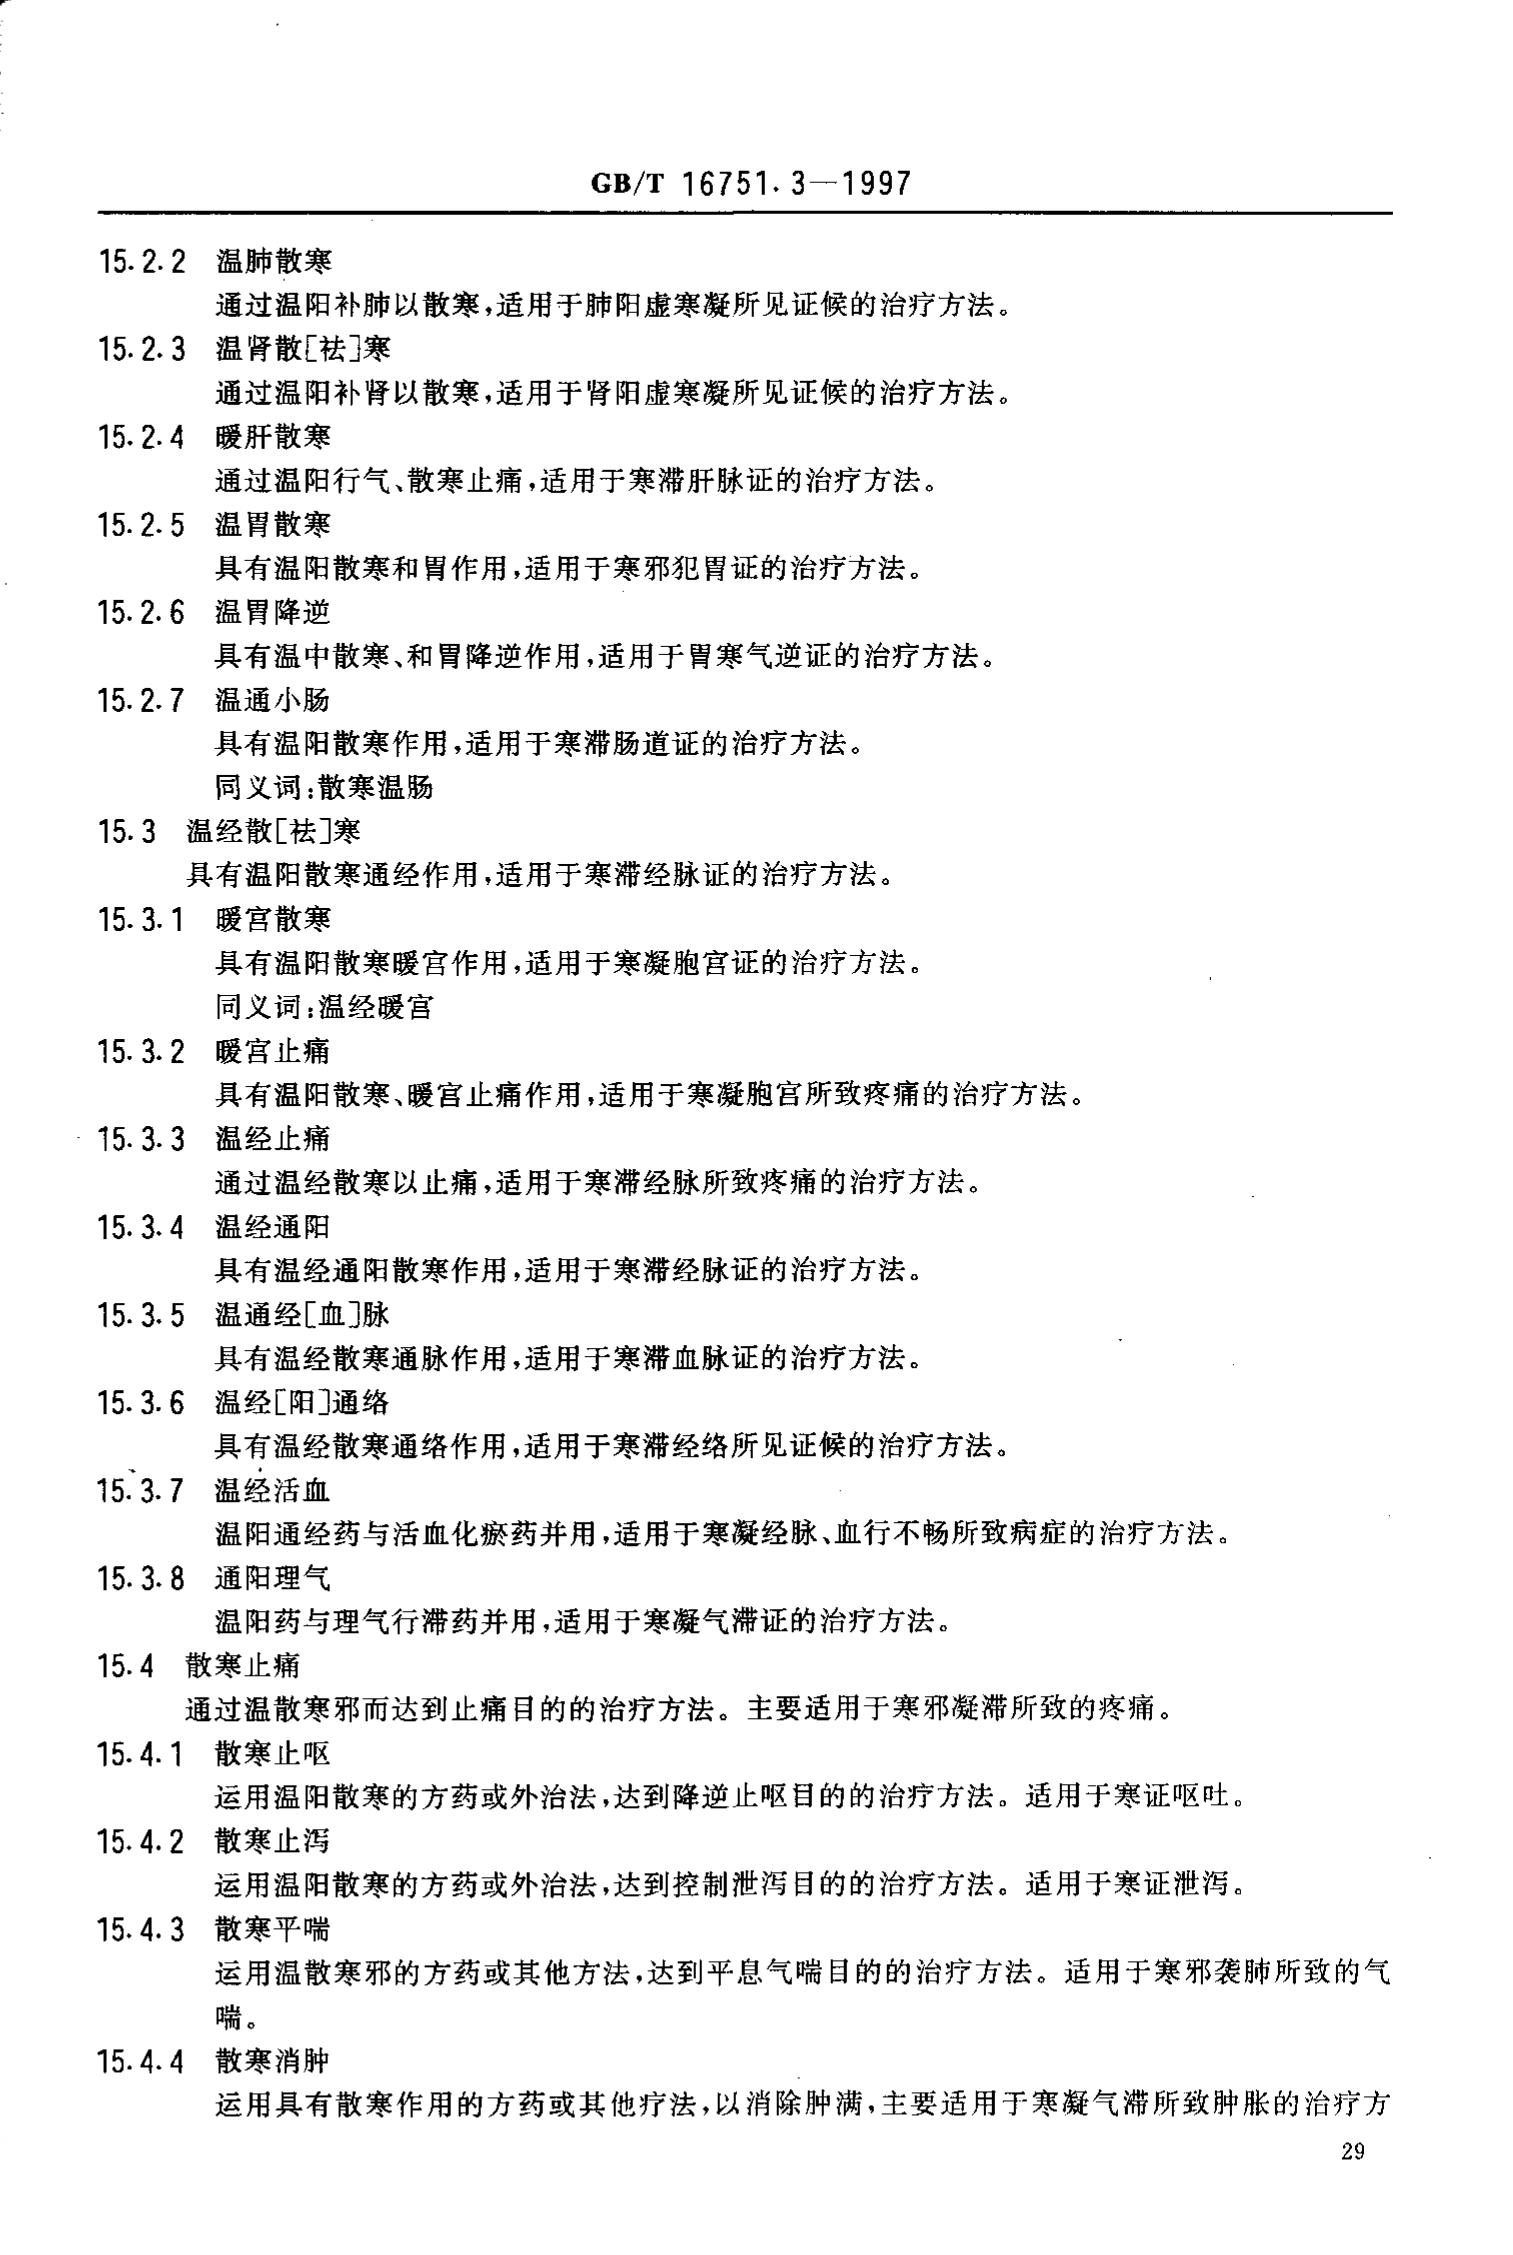 GB/T 16751.3—1997
15.2.2 温肺散寒
通过温阳补肺以散寒,适用于肺阳虚寒凝所见证候的治疗方法。
15.2.3 温肾散[祛]寒
通过温阳补肾以散寒,适用于肾阳虚寒凝所见证候的治疗方法。
15.2.4 暖肝散寒
通过温阳行气、散寒止痛,适用于寒滞肝脉证的治疗方法。
15.2.5 温胃散寒
具有温阳散寒和胃作用,适用于寒邪犯胃证的治疗方法。
15.2.6 温胃降逆
具有温中散寒、和胃降逆作用,适用于胃寒气逆证的治疗方法。
15.2.7 温通小肠
具有温阳散寒作用,适用于寒滞肠道证的治疗方法。
同义词:散寒温肠
15.3 温经散[祛]寒
具有温阳散寒通经作用,适用于寒滞经脉证的治疗方法。
15.3.1 暖宫散寒
具有温阳散寒暖宫作用,适用于寒凝胞宫证的治疗方法。
同义词:温经暖宫
15.3.2 暖宫止痛
具有温阳散寒、暖宫止痛作用,适用于寒凝胞宫所致疼痛的治疗方法。
15.3.3 温经止痛
通过温经散寒以止痛,适用于寒滞经脉所致疼痛的治疗方法。
15.3.4 温经通阳
具有温经通阳散寒作用,适用于寒滞经脉证的治疗方法。
15.3.5 温通经[血]脉
具有温经散寒通脉作用,适用于寒滞血脉证的治疗方法。
15.3.6 温经[阳]通络
具有温经散寒通络作用,适用于寒滞经络所见证候的治疗方法。
15.3.7 温经活血
温阳通经药与活血化瘀药并用,适用于寒凝经脉、血行不畅所致病症的治疗方法。
15.3.8 通阳理气
温阳药与理气行滞药并用,适用于寒凝气滞证的治疗方法。
15.4 散寒止痛
通过温散寒邪而达到止痛目的的治疗方法。主要适用于寒邪凝滞所致的疼痛。
15.4.1 散寒止呕
运用温阳散寒的方药或外治法,达到降逆止呕目的的治疗方法。适用于寒证呕吐。
15.4.2 散寒止泻
运用温阳散寒的方药或外治法,达到控制泄泻目的的治疗方法。适用于寒证泄泻。
15.4.3 散寒平喘
运用温散寒邪的方药或其他方法,达到平息气喘目的的治疗方法。适用于寒邪袭肺所致的气
喘。
15.4.4 散寒消肿
运用具有散寒作用的方药或其他疗法,以消除肿满,主要适用于寒凝气滞所致肿胀的治疗方
29